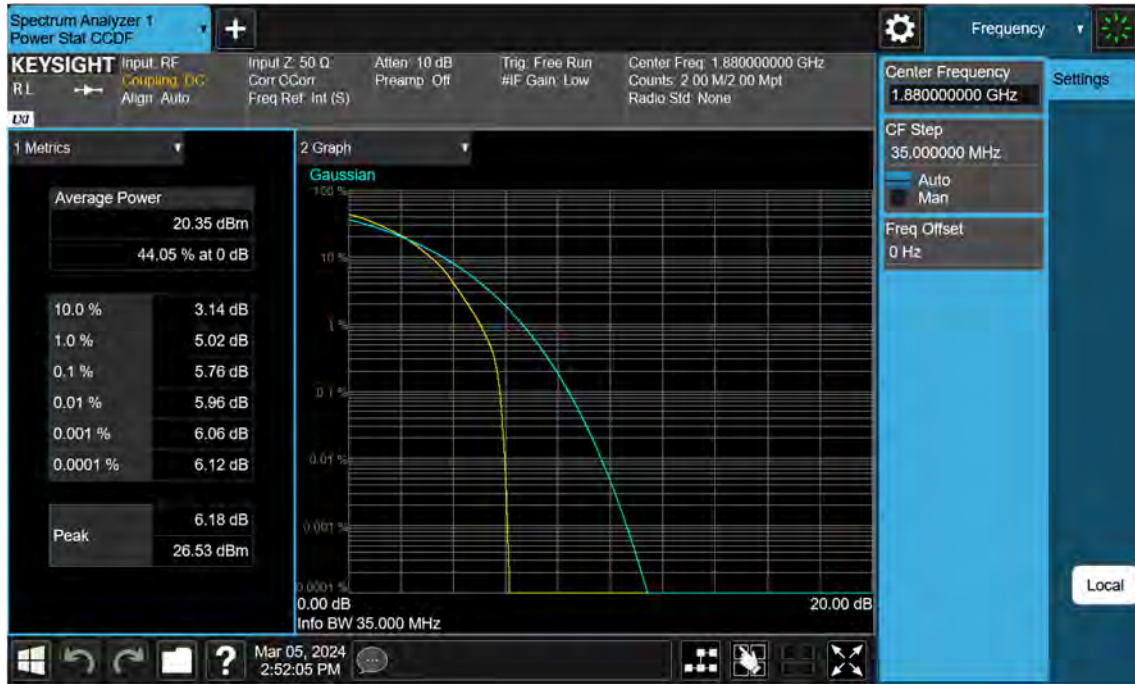 Spectrum Analyzer 1
Power Stat CCDF
Frequency
KEYSIGHT
RL
LXI
Input: RF
Coupling: DC
Align: Auto
Input Z: 50 Ω
Corr CCorr
Freq Ref: Int (S)
Atten: 10 dB
Preamp: Off
Trig: Free Run
#IF Gain: Low
Center Freq: 1.880000000 GHz
Counts: 2.00 M/2.00 Mpt
Radio Std: None
Center Frequency
1.880000000 GHz
Settings
CF Step
35.000000 MHz
Auto
Man
Freq Offset
0 Hz
Local
1 Metrics
Average Power
20.35 dBm
44.05 % at 0 dB
10.0 % 3.14 dB
1.0 % 5.02 dB
0.1 % 5.76 dB
0.01 % 5.96 dB
0.001 % 6.06 dB
0.0001 % 6.12 dB
Peak
6.18 dB
26.53 dBm
2 Graph
Gaussian
100 %
10 %
1 %
0.1 %
0.01 %
0.001 %
0.0001 %
0.00 dB 20.00 dB
Info BW 35.000 MHz
?
Mar 05, 2024
2:52:05 PM